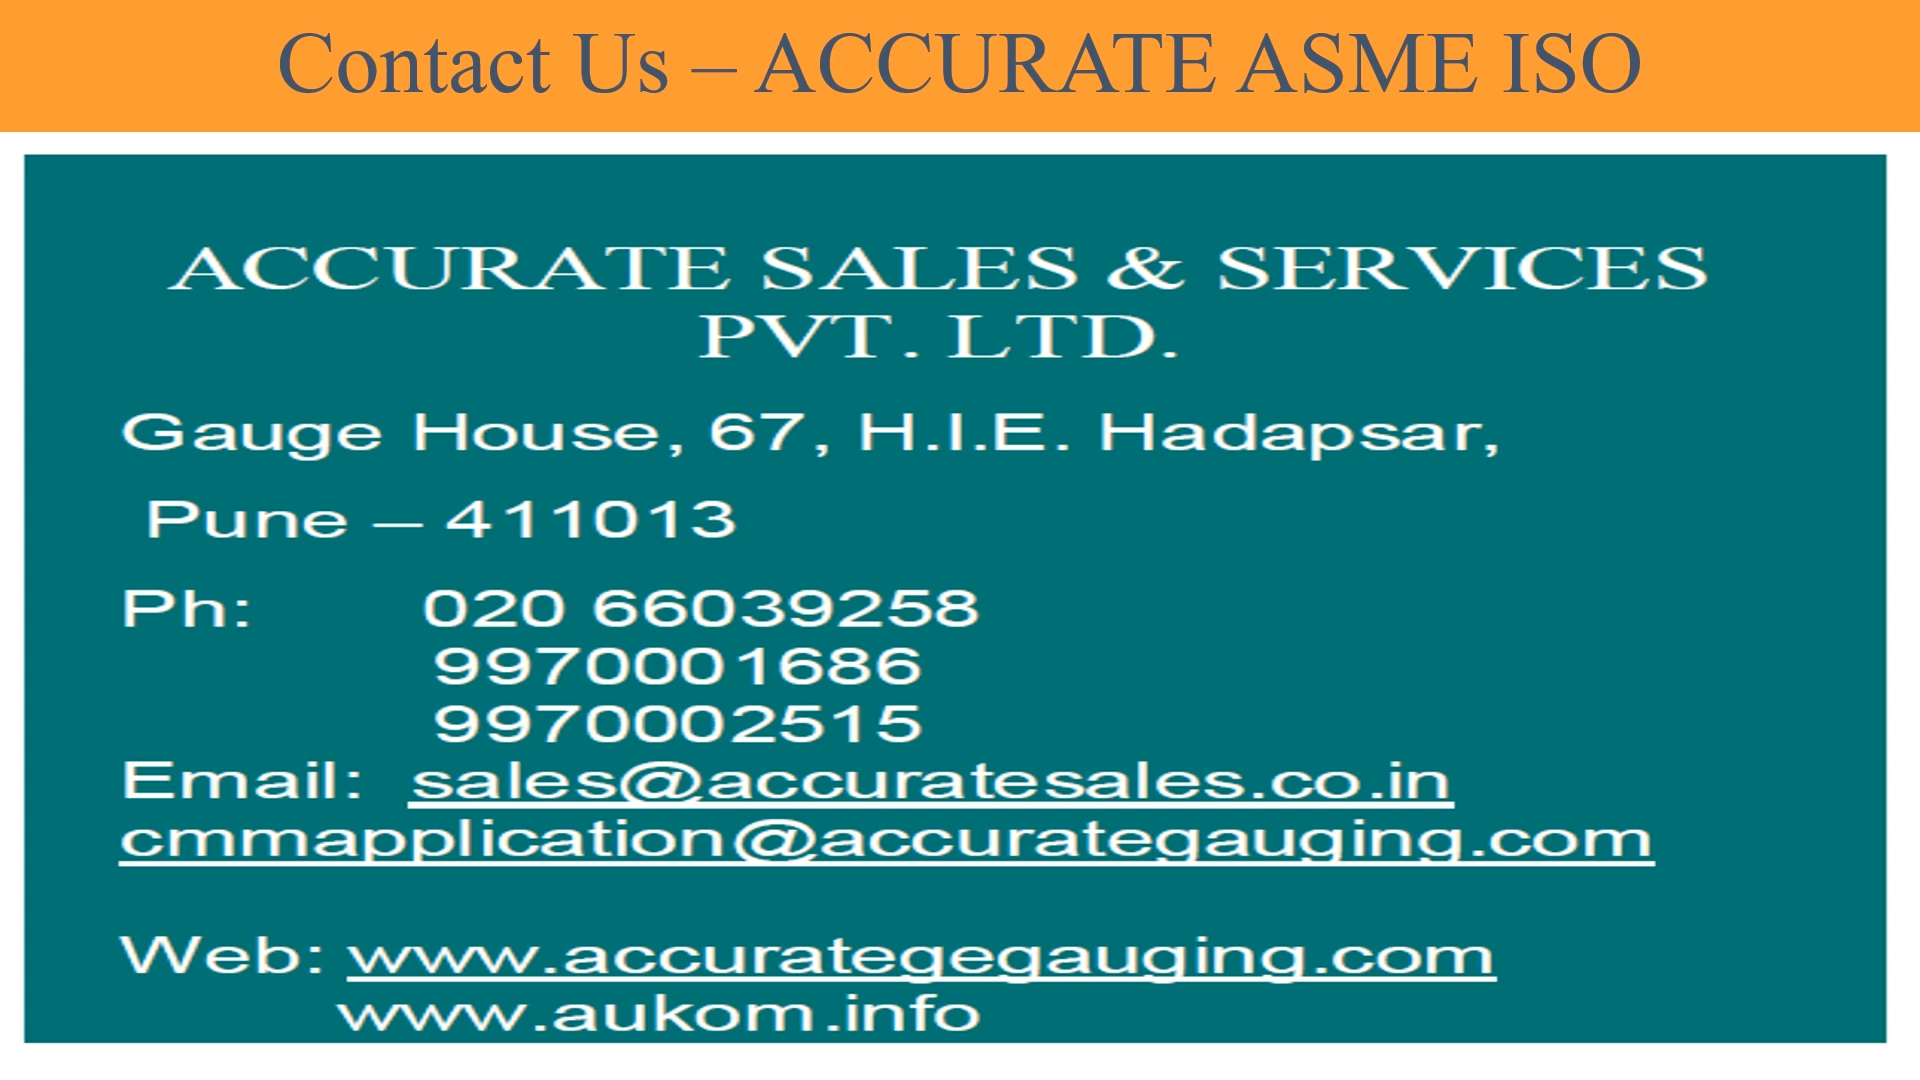 Contact Us – ACCURATE ASME ISO
ACCURATE SALES & SERVICES
PVT. LTD.
Gauge House, 67, H.I.E. Hadapsar,
Pune – 411013
Ph: 020 66039258
9970001686
9970002515
Email: sales@accuratesales.co.in
cmmapplication@accurategauging.com
Web: www.accurategegauging.com
www.aukom.info